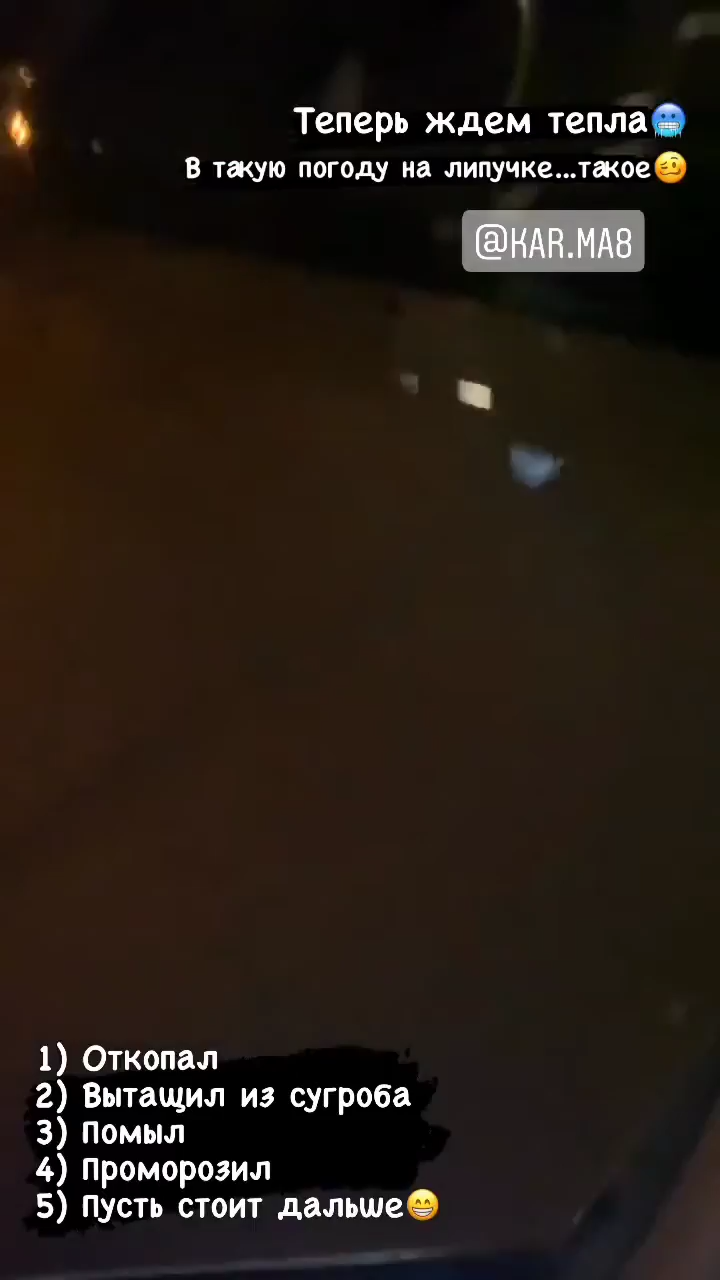 Теперь ждем тепла🥶
В такую погоду на липучке...такое🥴
@KAR.MA8
1) Откопал
2) Вытащил из сугроба
3) Помыл
4) Проморозил
5) Пусть стоит дальше😁